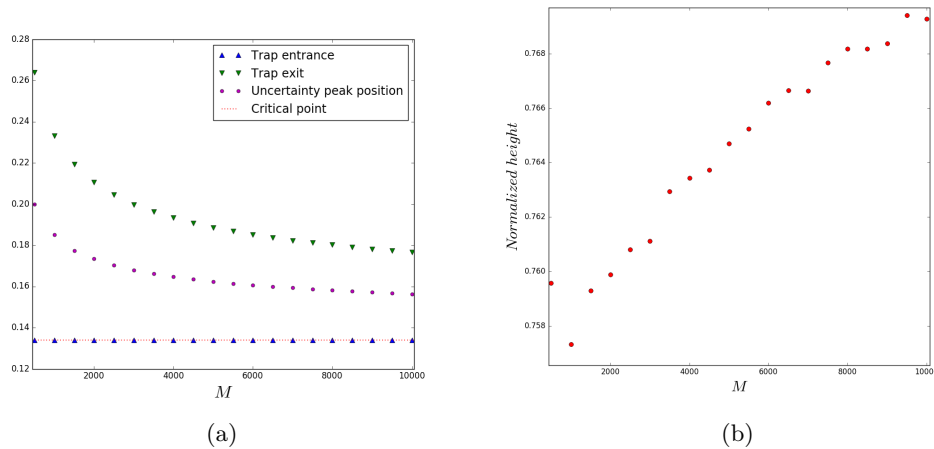 0.28
0.26
0.24
0.22
0.20
0.18
0.16
0.14
0.12
Trap entrance
Trap exit
Uncertainty peak position
Critical point
2000 4000 6000 8000 10000
M
(a)
Normalized height
0.768
0.766
0.764
0.762
0.760
0.758
2000 4000 6000 8000 1000
M
(b)